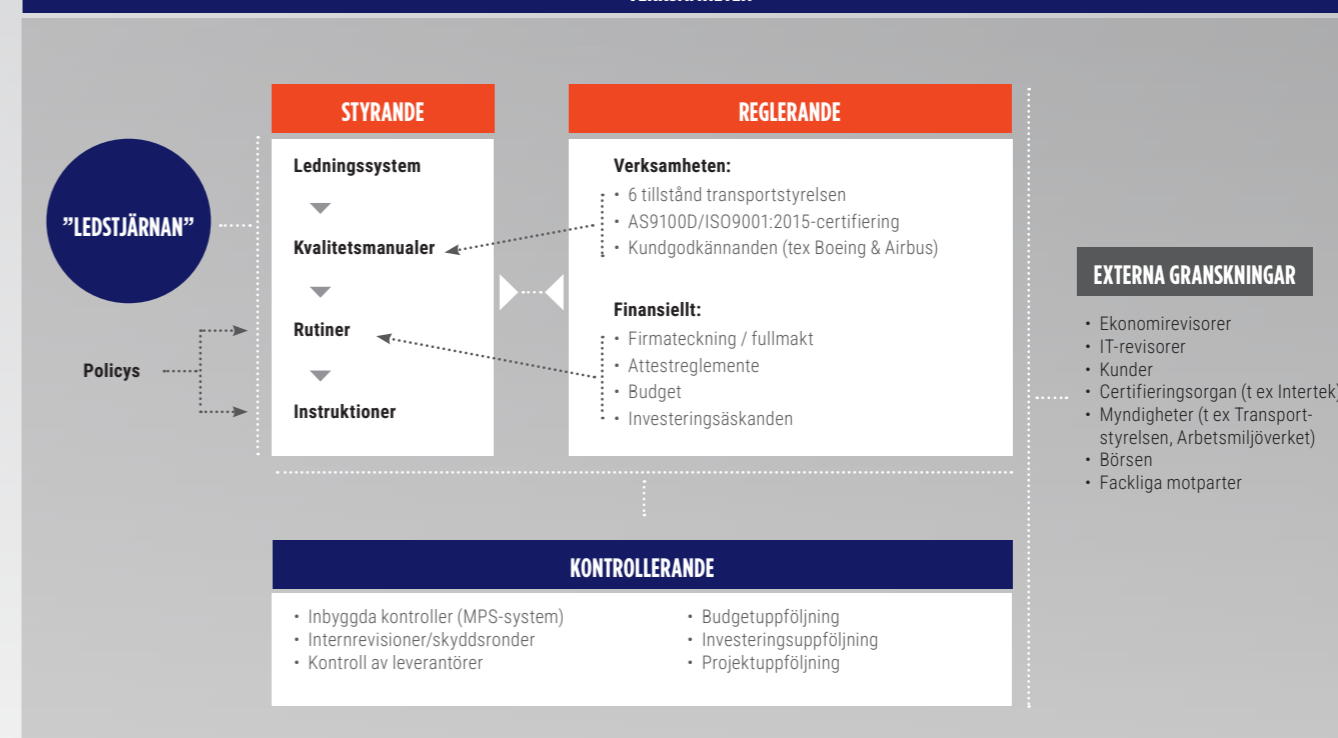 STYRANDE
REGLERANDE
"LEDSTJÄRNAN"
Policys
Ledningssystem
Kvalitetsmanualer
Rutiner
Instruktioner
Verksamheten:
• 6 tillstånd transportstyrelsen
• AS9100D/ISO9001:2015-certifiering
• Kundgodkännanden (tex Boeing & Airbus)
Finansiellt:
• Firmateckning / fullmakt
• Attestreglemente
• Budget
• Investeringsäskanden
EXTERNA GRANSKNINGAR
• Ekonomirevisorer
• IT-revisorer
• Kunder
• Certifieringsorgan (t ex Intertek)
• Myndigheter (t ex Transport-
styrelsen, Arbetsmiljöverket)
• Börsen
• Fackliga motparter
KONTROLLERANDE
• Inbyggda kontroller (MPS-system)
• Internrevisioner/skyddsronder
• Kontroll av leverantörer
• Budgetuppföljning
• Investeringsuppföljning
• Projektuppföljning